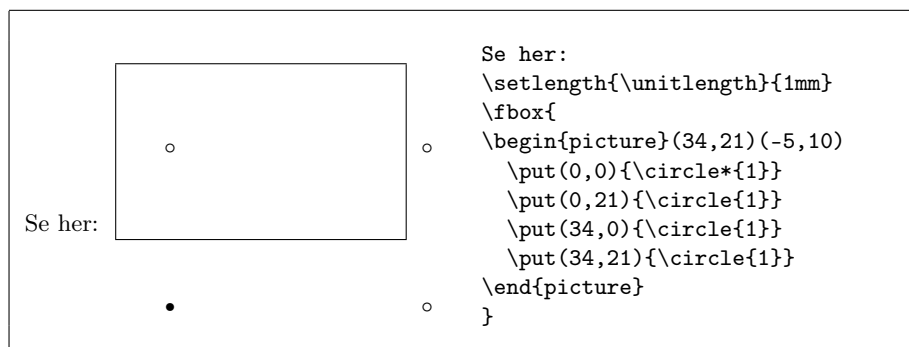 Se her:
Se her:
\setlength{\unitlength}{1mm}
\fbox{
\begin{picture}(34,21)(-5,10)
  \put(0,0){\circle*{1}}
  \put(0,21){\circle{1}}
  \put(34,0){\circle{1}}
  \put(34,21){\circle{1}}
\end{picture}
}